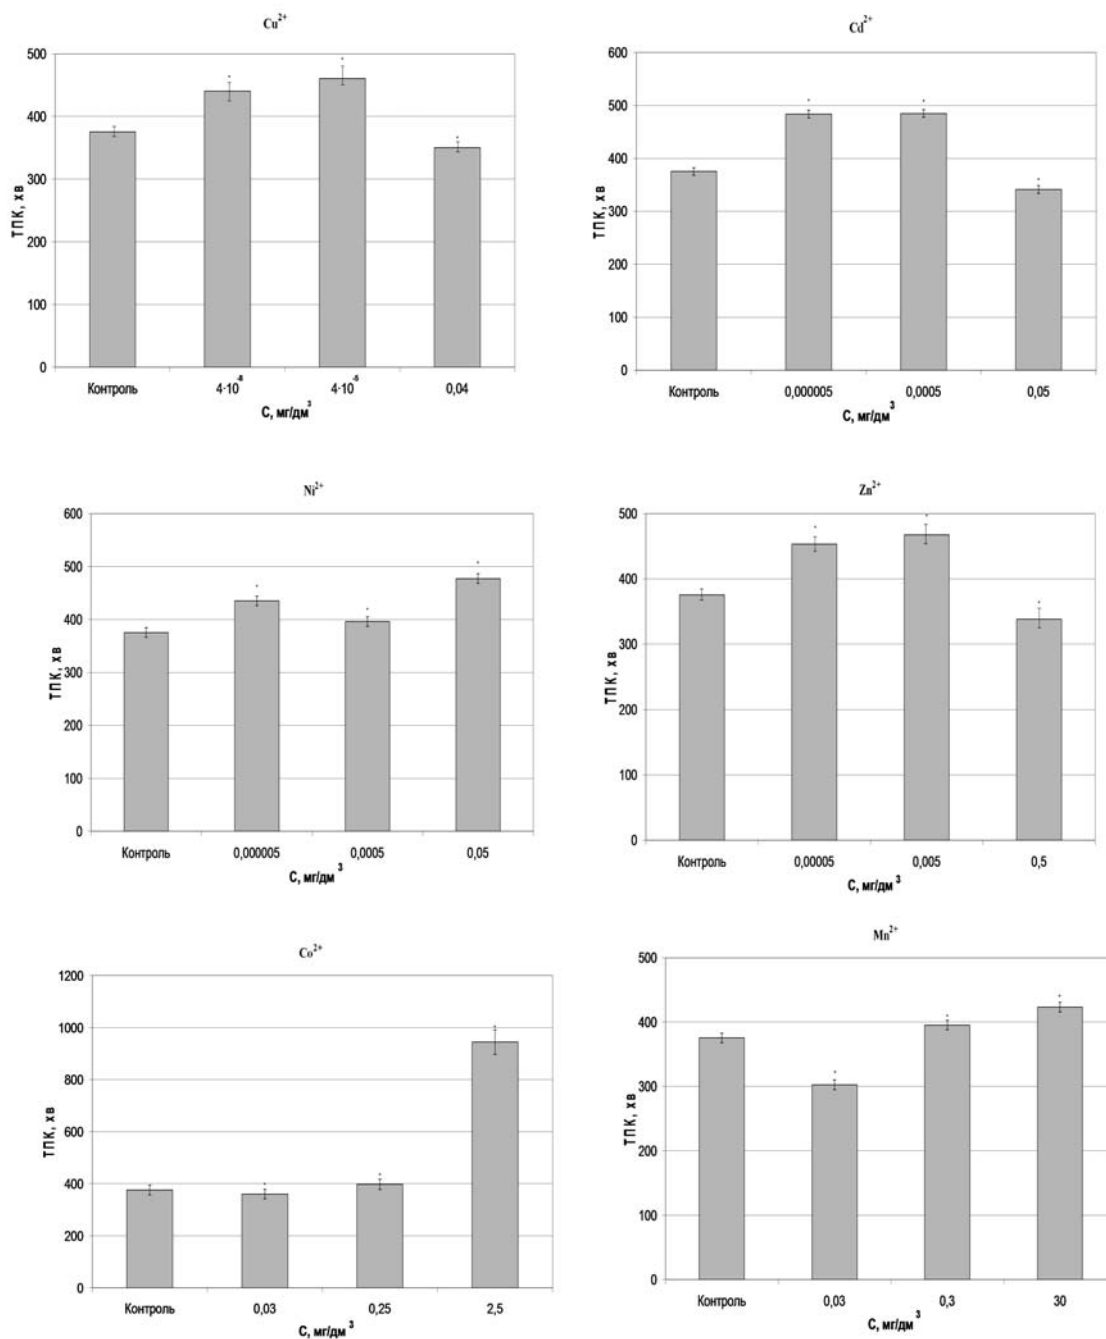 Cu²⁺
500
400
300
200
100
0
ТПК, хв
Контроль 4·10⁻⁸ 4·10⁻⁵ 0,04
С, мг/дм³
Cd²⁺
600
500
400
300
200
100
0
ТПК, хв
Контроль 0,000005 0,0005 0,05
С, мг/дм³
Ni²⁺
600
500
400
300
200
100
0
ТПК, хв
Контроль 0,000005 0,0005 0,05
С, мг/дм³
Zn²⁺
500
400
300
200
100
0
ТПК, хв
Контроль 0,00005 0,005 0,5
С, мг/дм³
Co²⁺
1200
1000
800
600
400
200
0
ТПК, хв
Контроль 0,03 0,25 2,5
С, мг/дм³
Mn²⁺
500
400
300
200
100
0
ТПК, хв
Контроль 0,03 0,3 30
С, мг/дм³